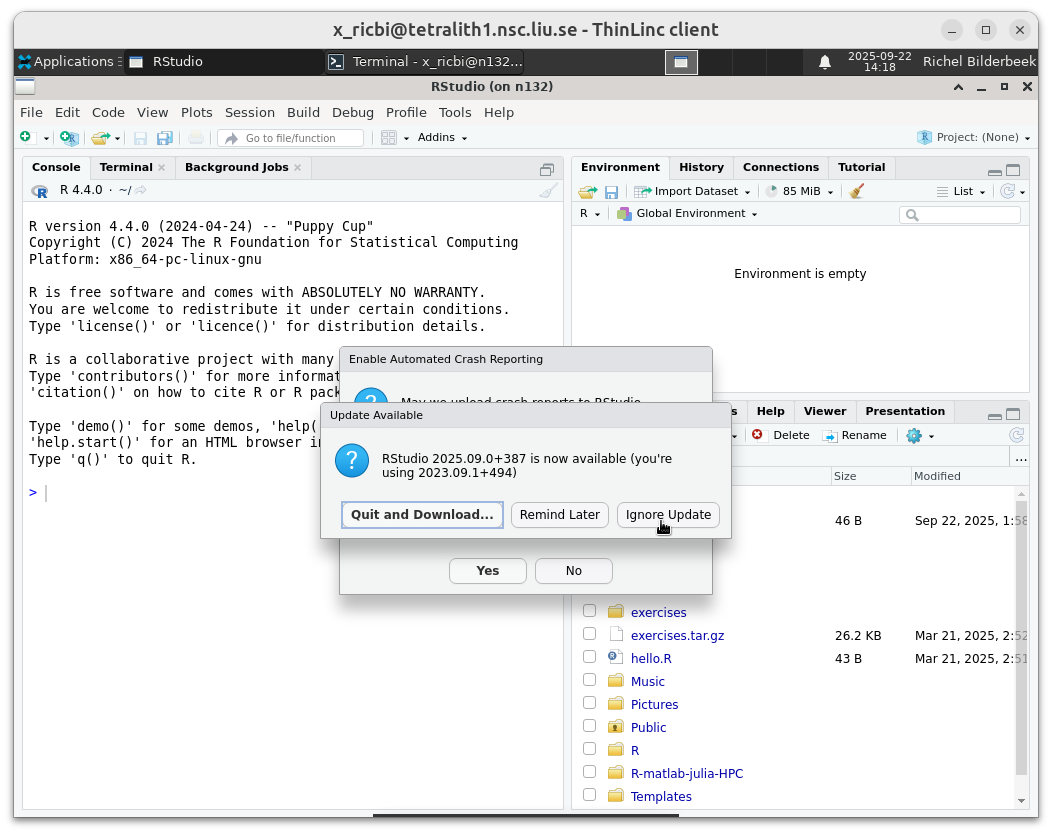 x_ricbi@tetralith1.nsc.liu.se - ThinLinc client
Applications
RStudio
Terminal - x_ricbi@n132...
2025-09-22
14:18
Richel Bilderbeek
RStudio (on n132)
File Edit Code View Plots Session Build Debug Profile Tools Help
Go to file/function
Addins
Project: (None)
Console Terminal Background Jobs
R 4.4.0 · ~/
R version 4.4.0 (2024-04-24) -- "Puppy Cup"
Copyright (C) 2024 The R Foundation for Statistical Computing
Platform: x86_64-pc-linux-gnu
R is free software and comes with ABSOLUTELY NO WARRANTY.
You are welcome to redistribute it under certain conditions.
Type 'license()' or 'licence()' for distribution details.
R is a collaborative project with many
Type 'contributors()' for more informat
'citation()' on how to cite R or R pack
Type 'demo()' for some demos, 'help(
'help.start()' for an HTML browser in
Type 'q()' to quit R.
>
Environment History Connections Tutorial
Import Dataset 85 MiB List
R Global Environment
Environment is empty
Enable Automated Crash Reporting
May we upload crash reports to RStudio
Update Available
RStudio 2025.09.0+387 is now available (you're
using 2023.09.1+494)
Quit and Download... Remind Later Ignore Update
Yes No
s Help Viewer Presentation
Delete Rename
...
Size Modified
46 B Sep 22, 2025, 1:58
exercises
exercises.tar.gz 26.2 KB Mar 21, 2025, 2:52
hello.R 43 B Mar 21, 2025, 2:51
Music
Pictures
Public
R
R-matlab-julia-HPC
Templates